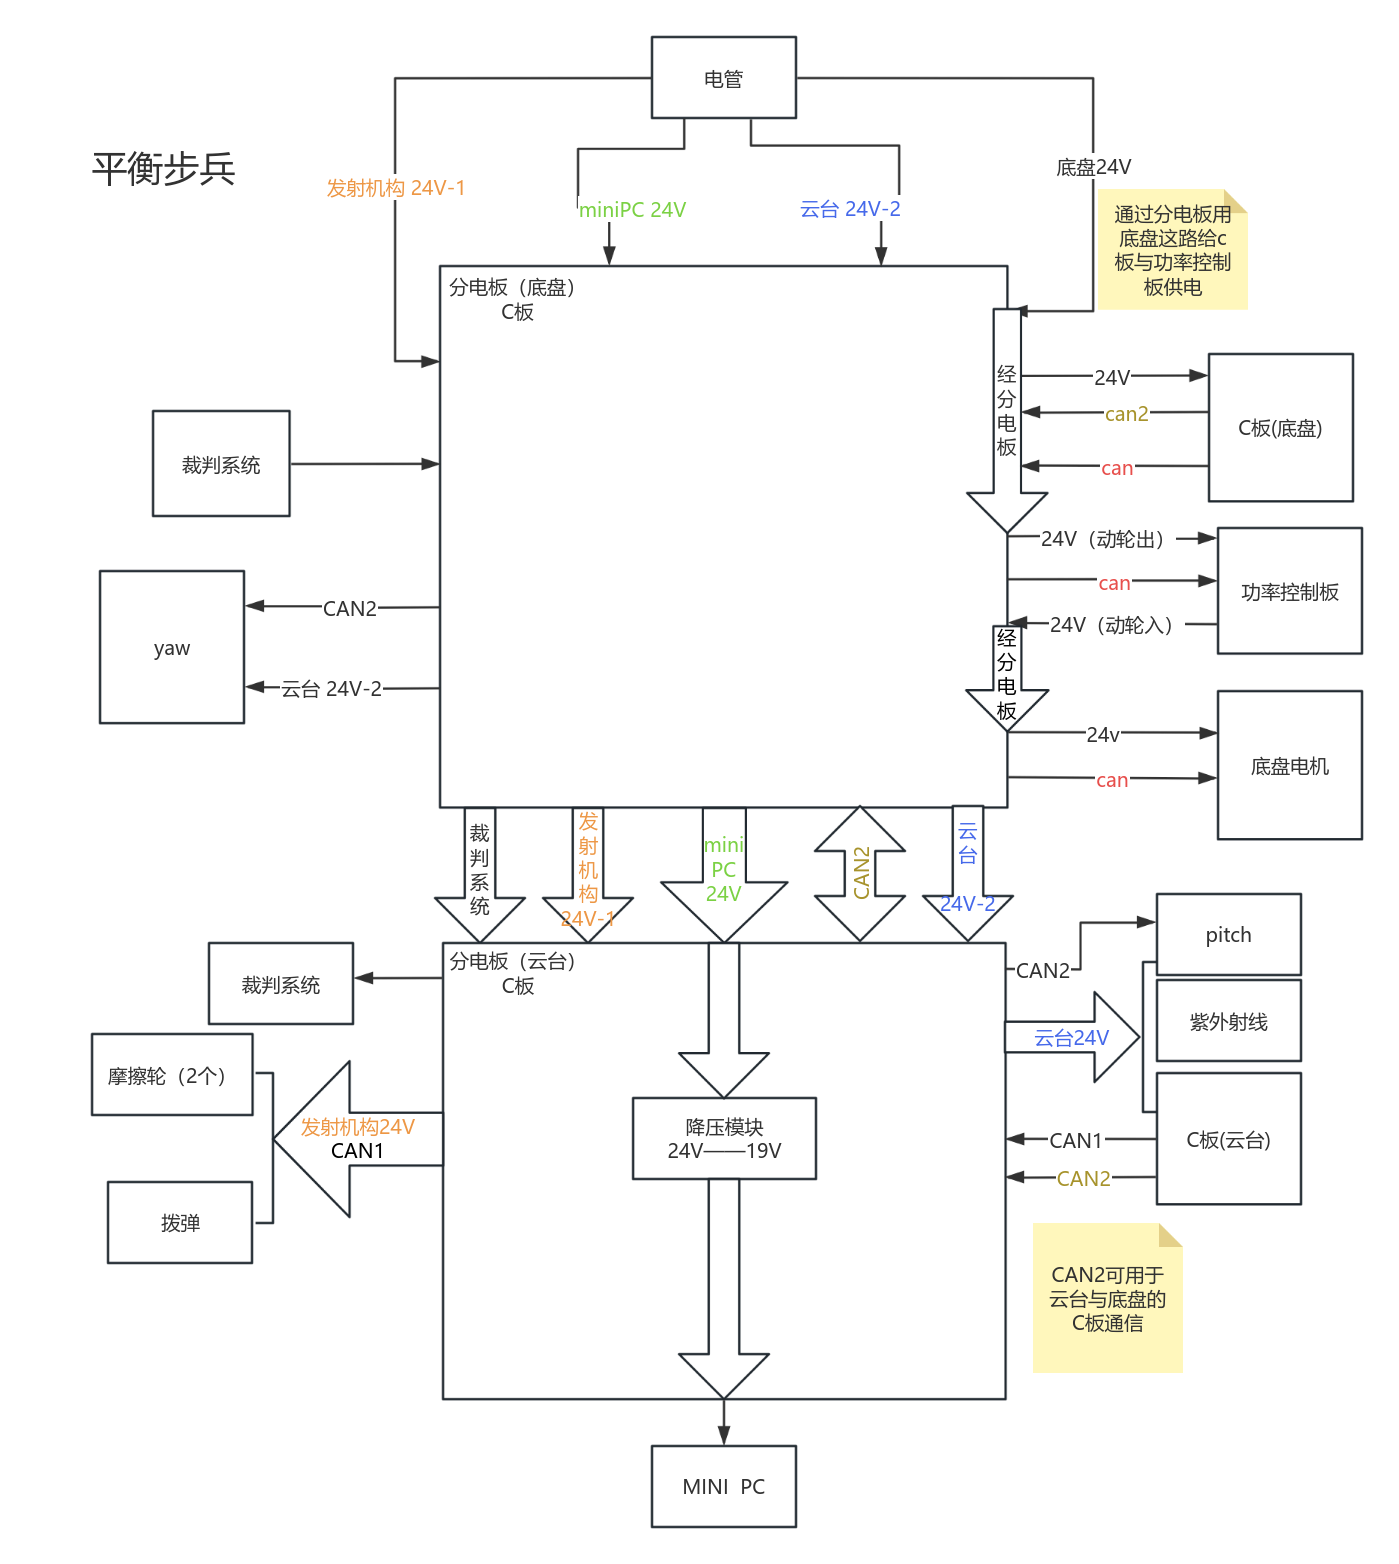 电管
平衡步兵
发射机构 24V-1
miniPC 24V
云台 24V-2
底盘24V
通过分电板用
底盘这路给c
板与功率控制
板供电
分电板（底盘）
C板
经
分
电
板
24V
can2
can
C板(底盘)
裁判系统
24V（动轮出）
can
24V（动轮入）
功率控制板
yaw
CAN2
云台 24V-2
经
分
电
板
24v
can
底盘电机
裁
判
系
统
发
射
机
构
24V-1
mini
PC
24V
CAN2
云
台
24V-2
分电板（云台）
C板
裁判系统
摩擦轮（2个）
发射机构24V
CAN1
拨弹
降压模块
24V——19V
CAN2
pitch
云台24V
紫外射线
CAN1
CAN2
C板(云台)
CAN2可用于
云台与底盘的
C板通信
MINI PC